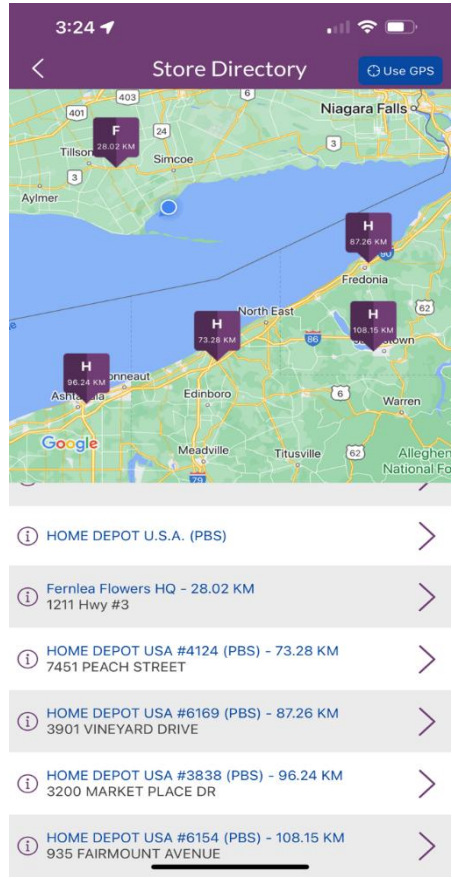 3:24
Store Directory
Use GPS
403
401
6
Niagara Falls
F
28.02 KM
24
3
Simcoe
3
Aylmer
H
87.26 KM
90
Fredonia
North East
H
73.28 KM
H
108.15 KM
62
86
H
96.24 KM
Edinboro
6
Warren
Google
Meadville
Titusville
62
Alleghen
National Fo
79
HOME DEPOT U.S.A. (PBS)
Fernlea Flowers HQ - 28.02 KM
1211 Hwy #3
HOME DEPOT USA #4124 (PBS) - 73.28 KM
7451 PEACH STREET
HOME DEPOT USA #6169 (PBS) - 87.26 KM
3901 VINEYARD DRIVE
HOME DEPOT USA #3838 (PBS) - 96.24 KM
3200 MARKET PLACE DR
HOME DEPOT USA #6154 (PBS) - 108.15 KM
935 FAIRMOUNT AVENUE